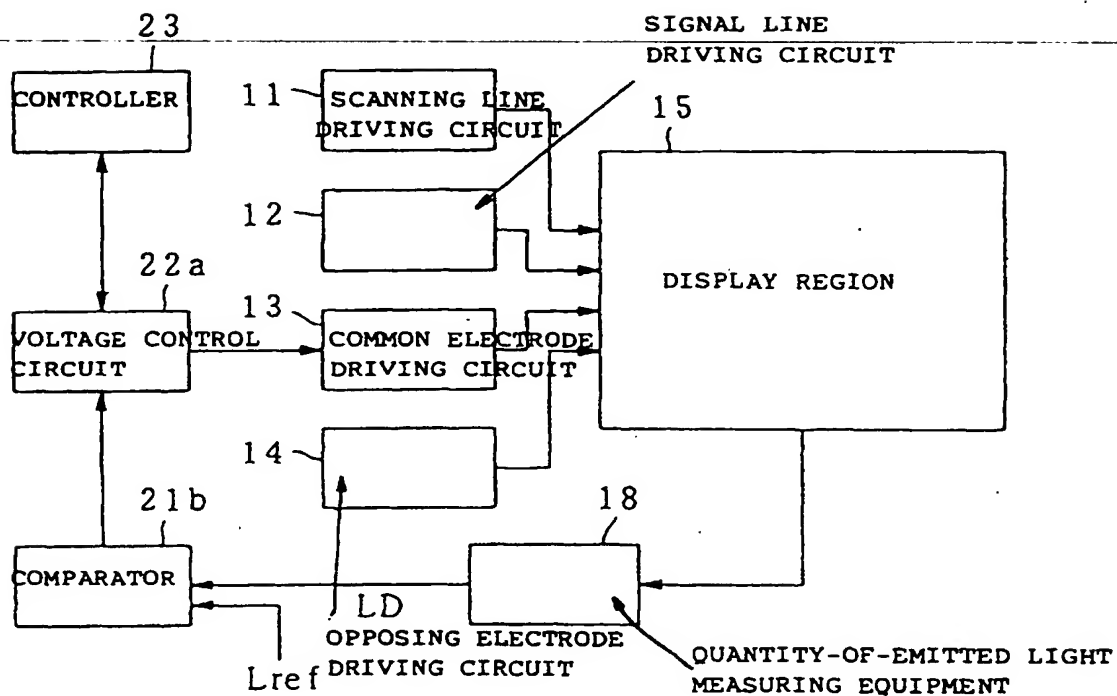 23
SIGNAL LINE
DRIVING CIRCUIT
CONTROLLER
11
SCANNING LINE
DRIVING CIRCUIT
15
12
DISPLAY REGION
22a
13
VOLTAGE CONTROL
CIRCUIT
COMMON ELECTRODE
DRIVING CIRCUIT
14
21b
18
COMPARATOR
LD
OPPOSING ELECTRODE
DRIVING CIRCUIT
Lref
QUANTITY-OF-EMITTED LIGHT
MEASURING EQUIPMENT